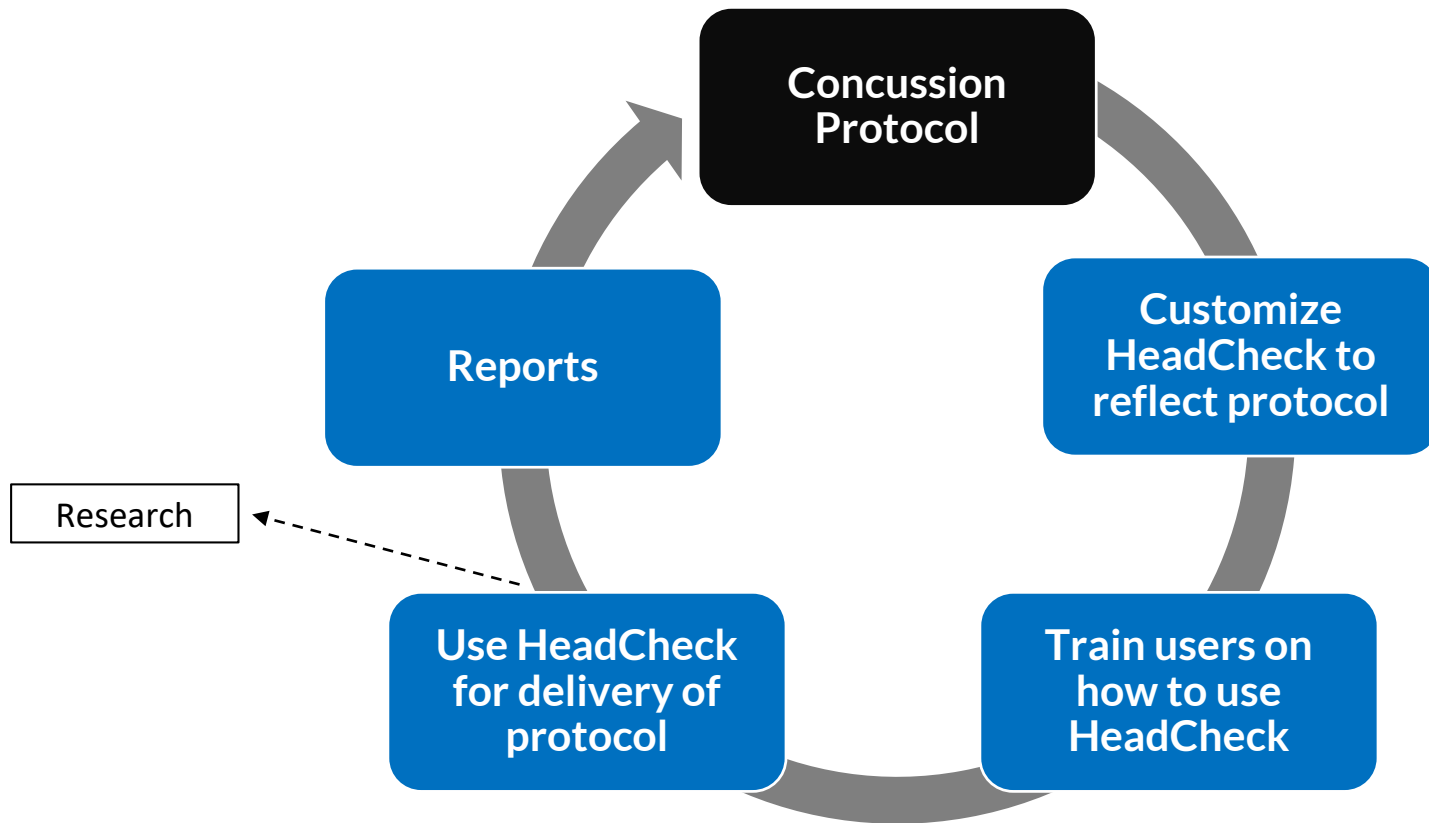 Concussion
Protocol
Customize
HeadCheck to
reflect protocol
Train users on
how to use
HeadCheck
Use HeadCheck
for delivery of
protocol
Research
Reports